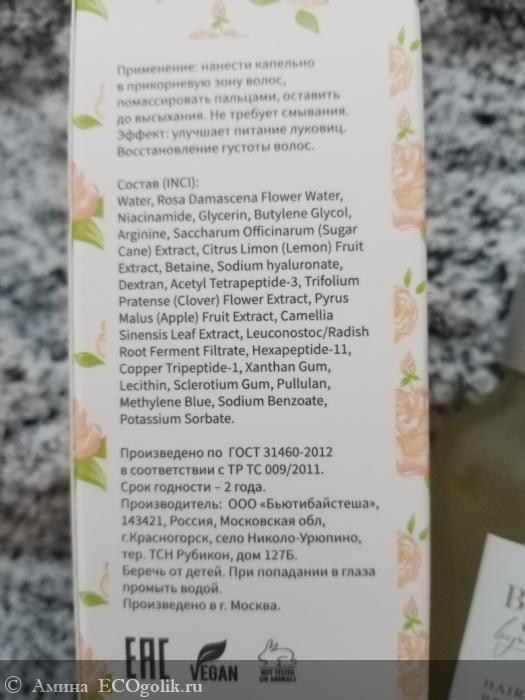 Применение: нанести капельно
в прикорневую зону волос,
помассировать пальцами, оставить
до высыхания. Не требует смывания.
Эффект: улучшает питание луковиц.
Восстановление густоты волос.
Состав (INCI):
Water, Rosa Damascena Flower Water,
Niacinamide, Glycerin, Butylene Glycol,
Arginine, Saccharum Officinarum (Sugar
Cane) Extract, Citrus Limon (Lemon) Fruit
Extract, Betaine, Sodium hyaluronate,
Dextran, Acetyl Tetrapeptide-3, Trifolium
Pratense (Clover) Flower Extract, Pyrus
Malus (Apple) Fruit Extract, Camellia
Sinensis Leaf Extract, Leuconostoc/Radish
Root Ferment Filtrate, Hexapeptide-11,
Copper Tripeptide-1, Xanthan Gum,
Lecithin, Sclerotium Gum, Pullulan,
Methylene Blue, Sodium Benzoate,
Potassium Sorbate.
Произведено по ГОСТ 31460-2012
в соответствии с ТР ТС 009/2011.
Срок годности – 2 года.
Производитель: ООО «Бьютибайстеша»,
143421, Россия, Московская обл,
г.Красногорск, село Николо-Урюпино,
тер. ТСН Рубикон, дом 127Б.
Беречь от детей. При попадании в глаза
промыть водой.
Произведено в г. Москва.
EAC
VEGAN
NOT TESTED
ON ANIMALS
Амина ECOgolik.ru